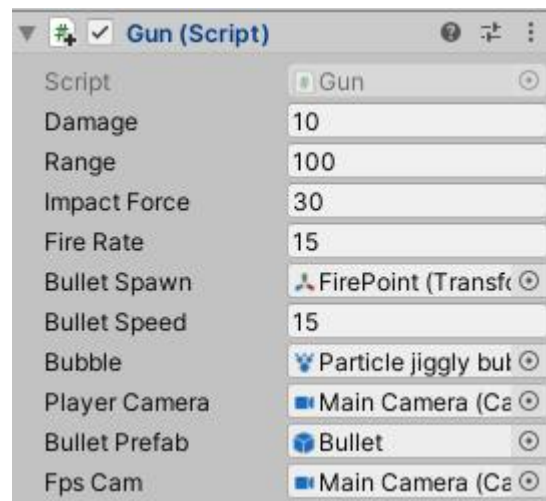 Gun (Script)
Script Gun
Damage 10
Range 100
Impact Force 30
Fire Rate 15
Bullet Spawn FirePoint (Transfo
Bullet Speed 15
Bubble Particle jiggly bub
Player Camera Main Camera (Ca
Bullet Prefab Bullet
Fps Cam Main Camera (Ca